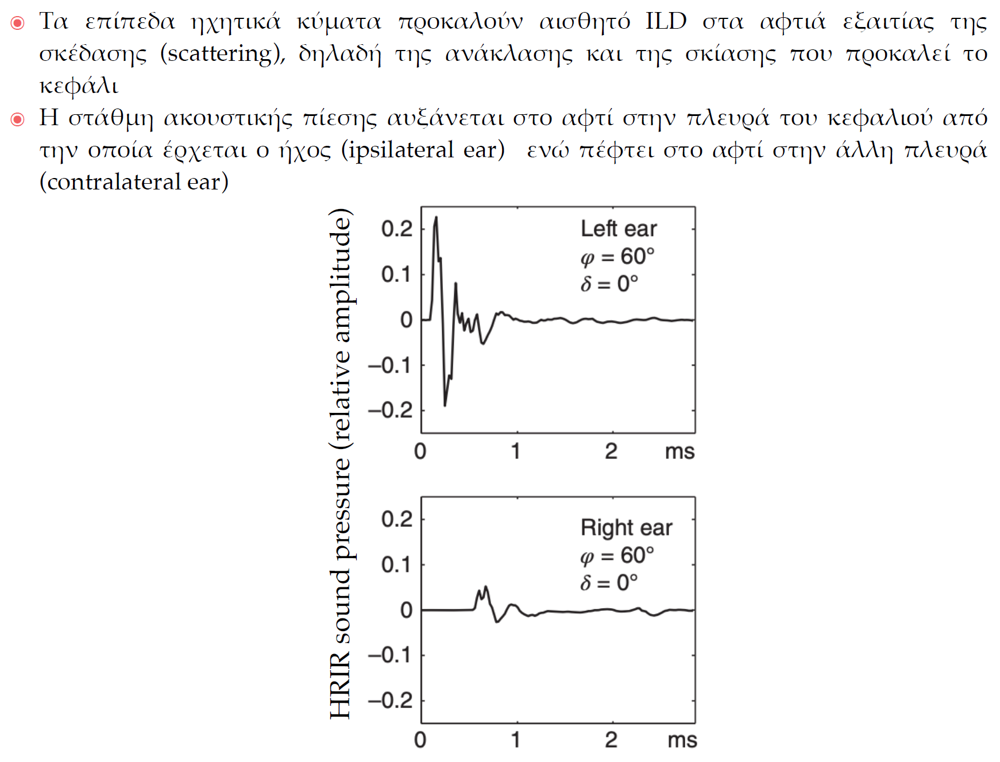 Τα επίπεδα ηχητικά κύματα προκαλούν αισθητό ILD στα αφτιά εξαιτίας της
σκέδασης (scattering), δηλαδή της ανάκλασης και της σκίασης που προκαλεί το
κεφάλι
Η στάθμη ακουστικής πίεσης αυξάνεται στο αφτί στην πλευρά του κεφαλιού από
την οποία έρχεται ο ήχος (ipsilateral ear) ενώ πέφτει στο αφτί στην άλλη πλευρά
(contralateral ear)
HRIR sound pressure (relative amplitude)
0.2
0.1
0
−0.1
−0.2
Left ear
φ = 60°
δ = 0°
0 1 2 ms
0.2
0.1
0
−0.1
−0.2
Right ear
φ = 60°
δ = 0°
0 1 2 ms